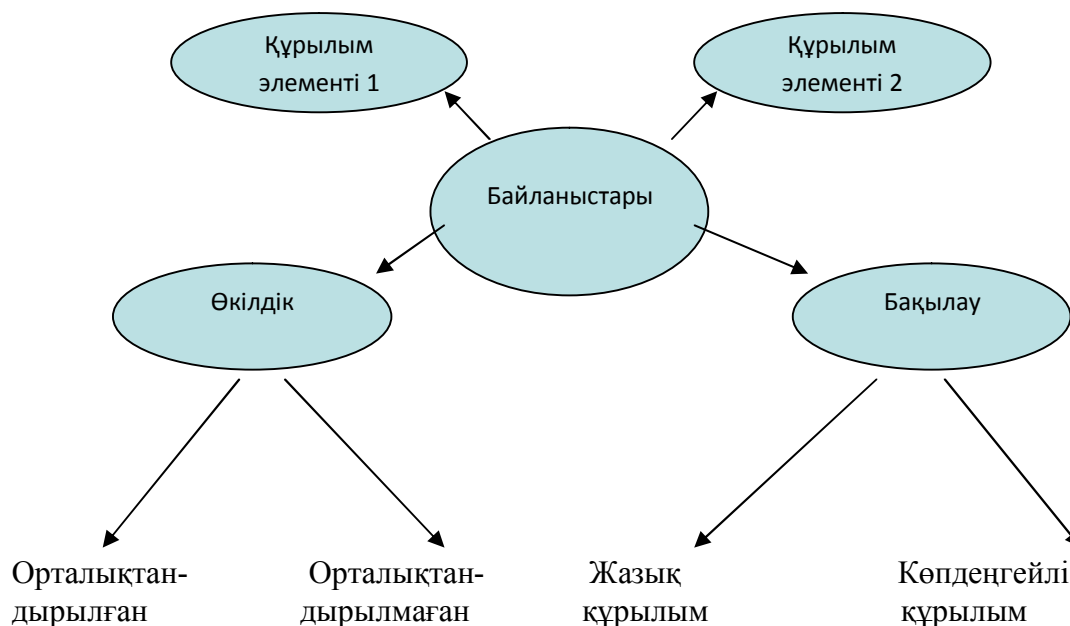 Құрылым
элементі 1
Құрылым
элементі 2
Байланыстары
Өкілдік
Бақылау
Орталықтан-
дырылған
Орталықтан-
дырылмаған
Жазық
құрылым
Көпдеңгейлі
құрылым